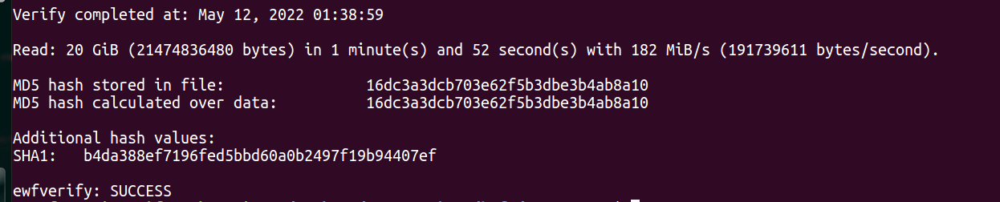 Verify completed at: May 12, 2022 01:38:59
Read: 20 GiB (21474836480 bytes) in 1 minute(s) and 52 second(s) with 182 MiB/s (191739611 bytes/second).
MD5 hash stored in file: 16dc3a3dcb703e62f5b3dbe3b4ab8a10
MD5 hash calculated over data: 16dc3a3dcb703e62f5b3dbe3b4ab8a10
Additional hash values:
SHA1: b4da388ef7196fed5bbd60a0b2497f19b94407ef
ewfverify: SUCCESS